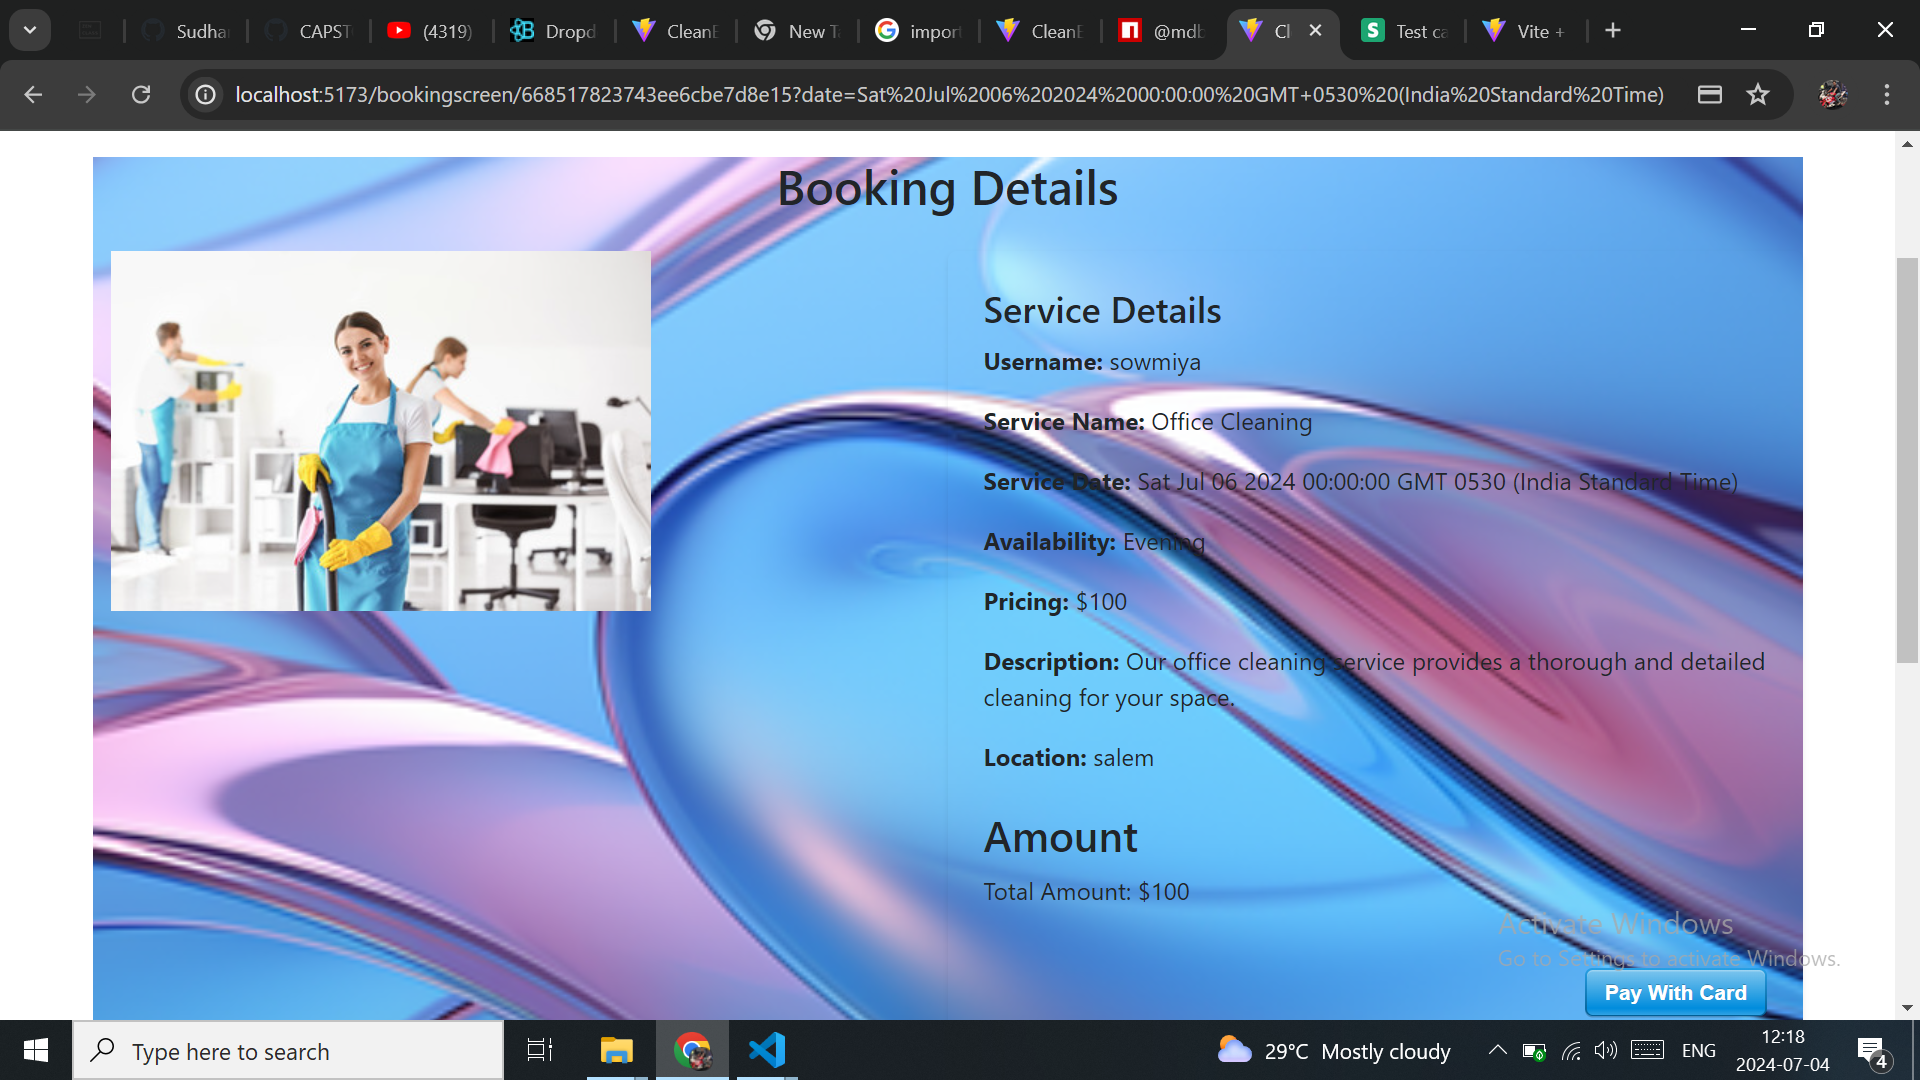 Sudhar
CAPST
(4319)
Dropd
CleanE
New Ta
import
CleanE
@mdb
Cl
Test ca
Vite +
localhost:5173/bookingscreen/668517823743ee6cbe7d8e15?date=Sat%20Jul%2006%202024%2000:00:00%20GMT+0530%20(India%20Standard%20Time)
Booking Details
Service Details
Username: sowmiya
Service Name: Office Cleaning
Service Date: Sat Jul 06 2024 00:00:00 GMT 0530 (India Standard Time)
Availability: Evening
Pricing: $100
Description: Our office cleaning service provides a thorough and detailed
cleaning for your space.
Location: salem
Amount
Total Amount: $100
Activate Windows
Go to Settings to activate Windows.
Pay With Card
Type here to search
29°C Mostly cloudy
ENG
12:18
2024-07-04
4